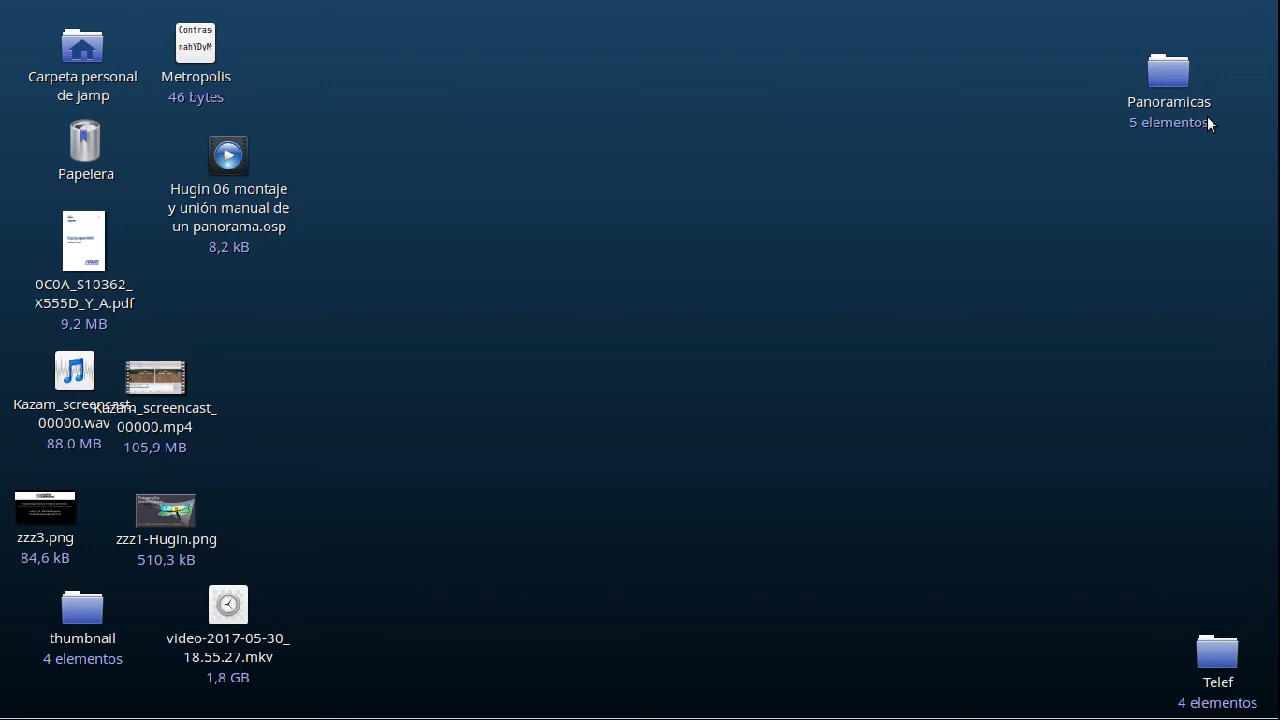 Contras
nahYDyM
Carpeta personal
de jamp
Metropolis
46 bytes
Panoramicas
5 elementos
Papelera
Hugin 06 montaje
y unión manual de
un panorama.osp
8,2 kB
0C0A_S10362_
X555D_Y_A.pdf
9,2 MB
Kazam_screencast_
00000.wav
88,0 MB
Kazam_screencast_
00000.mp4
105,9 MB
zzz3.png
84,6 kB
zzz1-Hugin.png
510,3 kB
thumbnail
4 elementos
video-2017-05-30_
18.55.27.mkv
1,8 GB
Telef
4 elementos